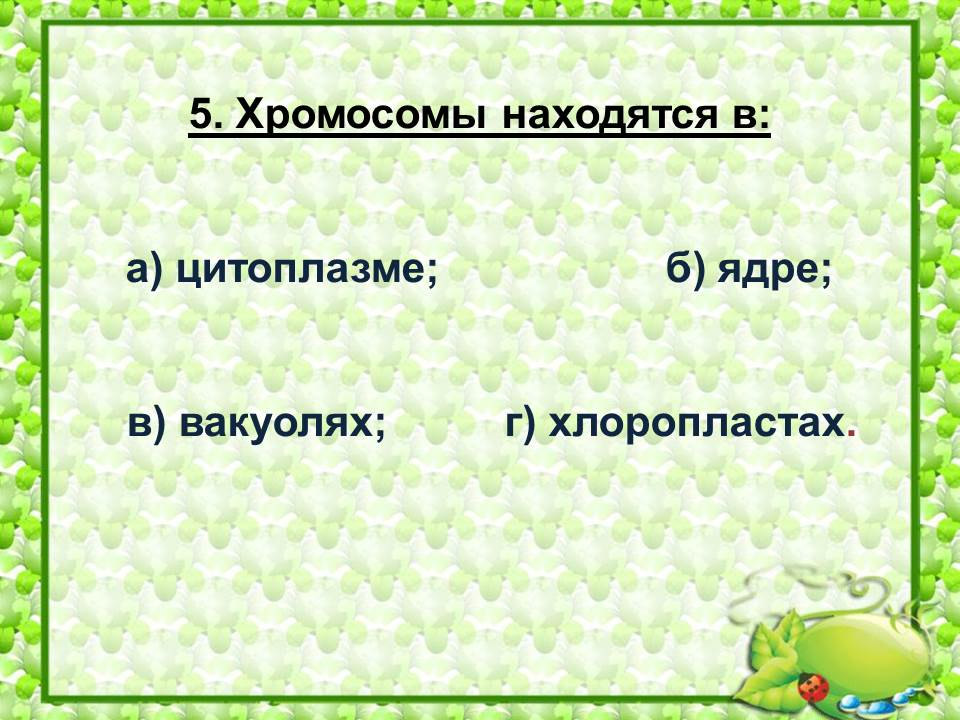 5. Хромосомы находятся в:
а) цитоплазме; б) ядре;
в) вакуолях; г) хлоропластах.